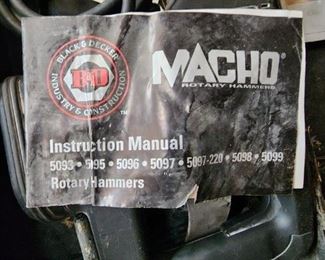 BLACK & DECKER
B&D
INDUSTRY & CONSTRUCTION
TM
MACHO®
ROTARY HAMMERS
Instruction Manual
5093 • 5095 • 5096 • 5097 • 5097-220 • 5098 • 5099
Rotary Hammers